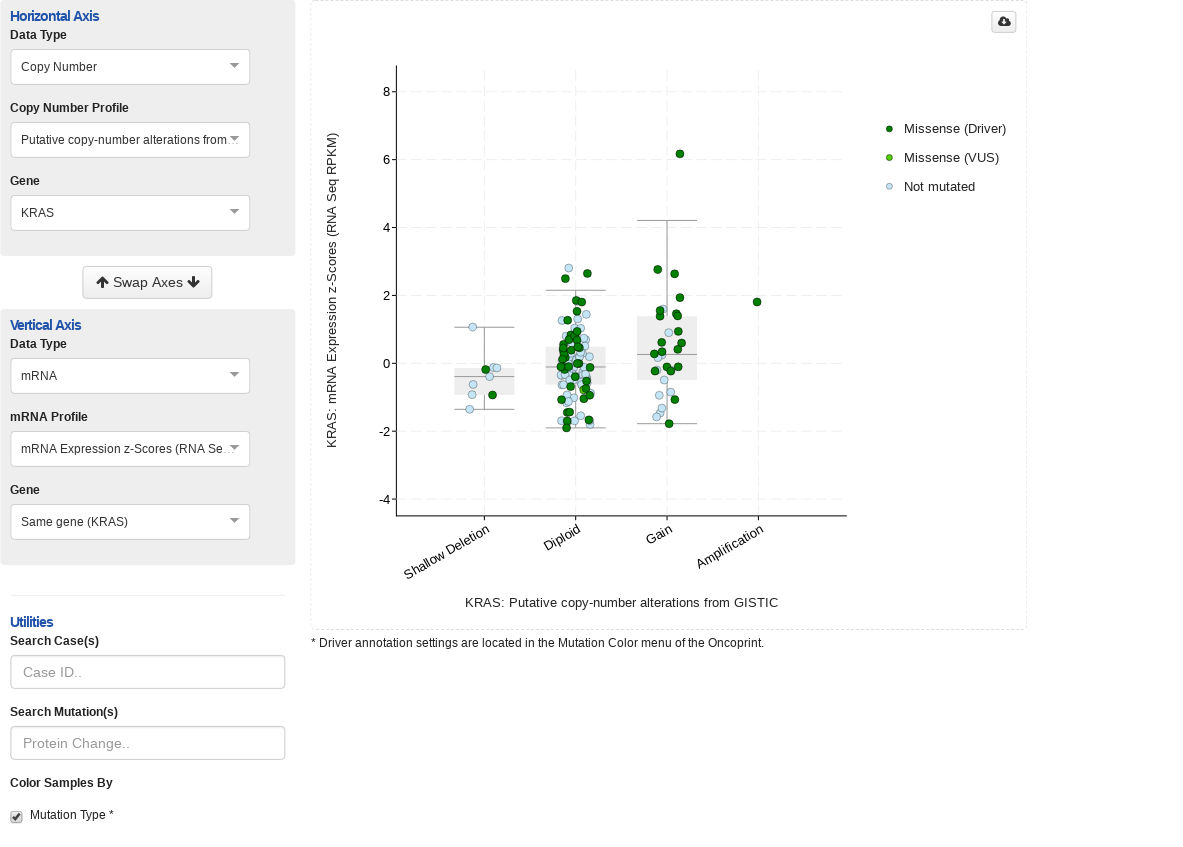 Horizontal Axis
Data Type
Copy Number
Copy Number Profile
Putative copy-number alterations from...
Gene
KRAS
Swap Axes
Vertical Axis
Data Type
mRNA
mRNA Profile
mRNA Expression z-Scores (RNA Se...
Gene
Same gene (KRAS)
Utilities
Search Case(s)
Case ID..
Search Mutation(s)
Protein Change..
Color Samples By
Mutation Type *
KRAS: mRNA Expression z-Scores (RNA Seq RPKM)
8
6
4
2
0
-2
-4
Shallow Deletion
Diploid
Gain
Amplification
KRAS: Putative copy-number alterations from GISTIC
Missense (Driver)
Missense (VUS)
Not mutated
* Driver annotation settings are located in the Mutation Color menu of the Oncoprint.